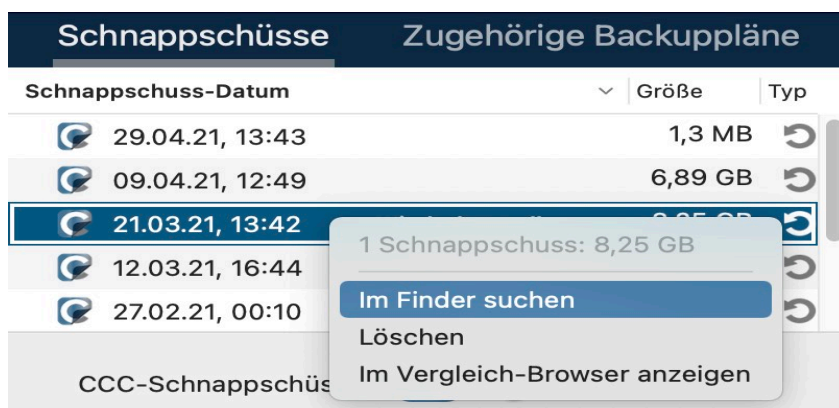 Schnappschüsse Zugehörige Backuppläne
Schnappschuss-Datum Größe Typ
29.04.21, 13:43 1,3 MB
09.04.21, 12:49 6,89 GB
21.03.21, 13:42
1 Schnappschuss: 8,25 GB
12.03.21, 16:44
Im Finder suchen
27.02.21, 00:10
Löschen
Im Vergleich-Browser anzeigen
CCC-Schnappschüs